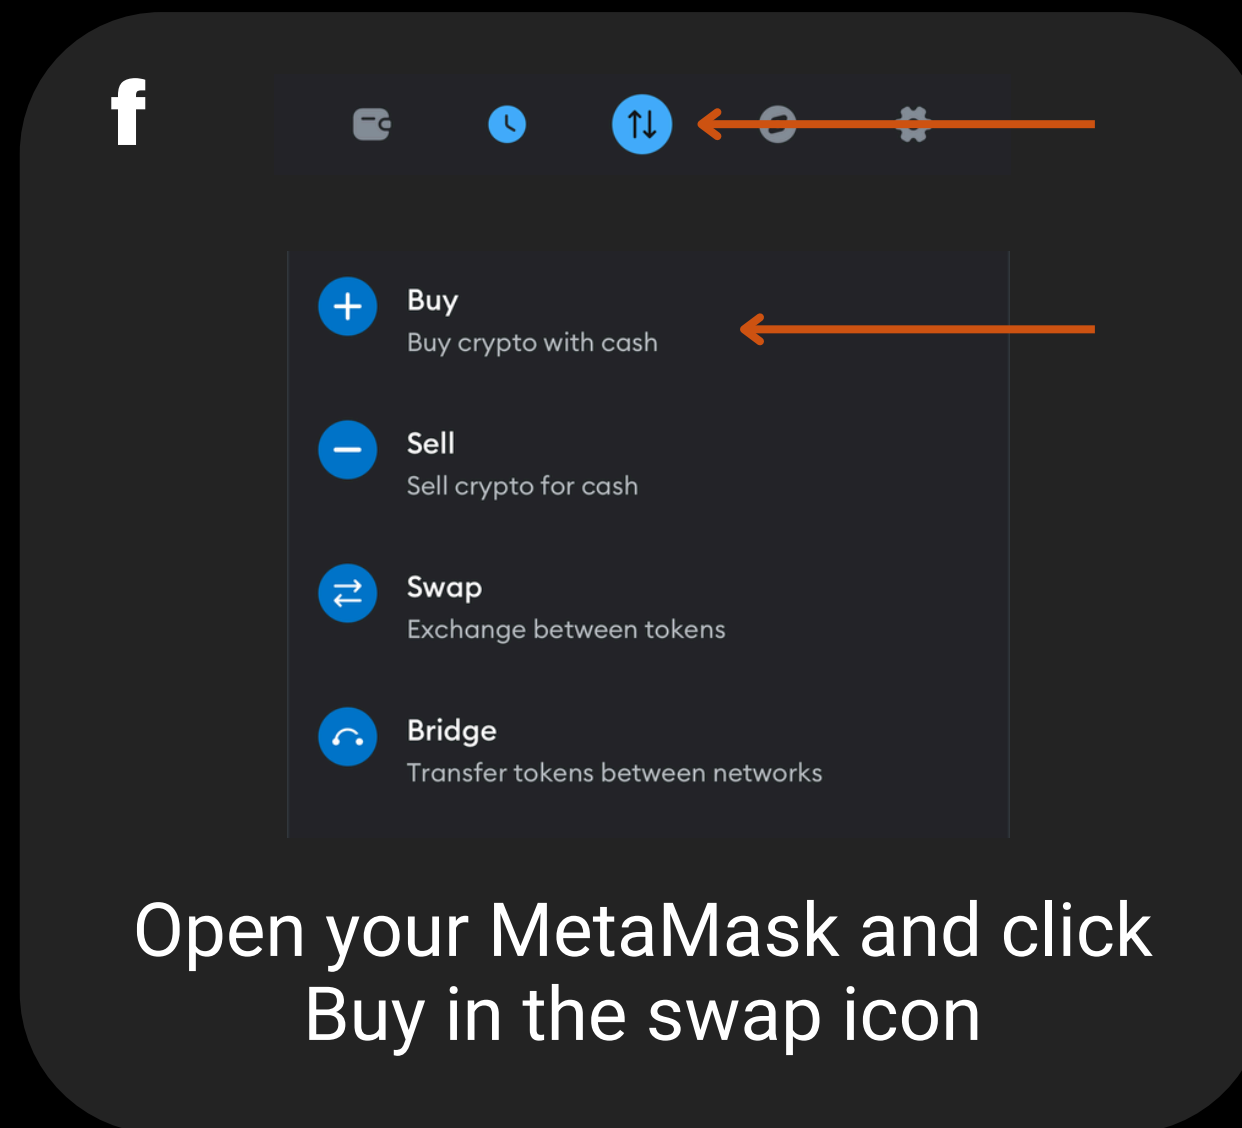 f
Buy
Buy crypto with cash
Sell
Sell crypto for cash
Swap
Exchange between tokens
Bridge
Transfer tokens between networks
Open your MetaMask and click
Buy in the swap icon